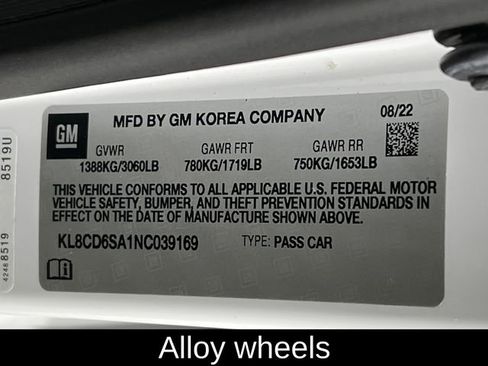 MFD BY GM KOREA COMPANY
08/22
GM
GVWR
GAWR FRT
GAWR RR
1388KG/3060LB
780KG/1719LB
750KG/1653LB
THIS VEHICLE CONFORMS TO ALL APPLICABLE U.S. FEDERAL MOTOR
VEHICLE SAFETY, BUMPER, AND THEFT PREVENTION STANDARDS IN
EFFECT ON THE DATE OF MANUFACTURE SHOWN ABOVE.
KL8CD6SA1NC039169
TYPE: PASS CAR
8519U
42488519
Alloy wheels